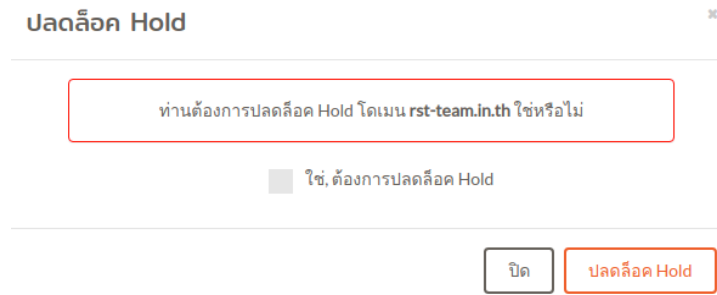 ปลดล็อค Hold
ท่านต้องการปลดล็อค Hold โดเมน rst-team.in.th ใช่หรือไม่
ใช่, ต้องการปลดล็อค Hold
ปิด
ปลดล็อค Hold